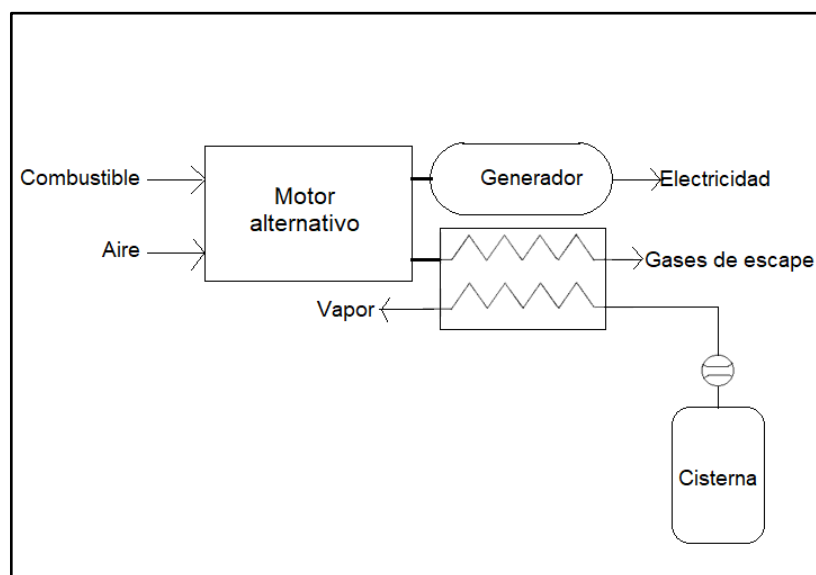 Combustible
Motor
alternativo
Generador
Electricidad
Aire
Gases de escape
Vapor
Cisterna